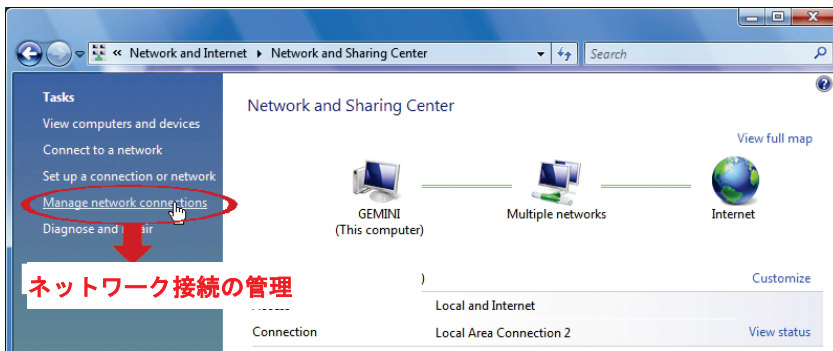 « Network and Internet ▸ Network and Sharing Center
Search
Tasks
View computers and devices
Connect to a network
Set up a connection or network
Manage network connections
Diagnose and
ネットワーク接続の管理
Network and Sharing Center
View full map
GEMINI
(This computer)
Multiple networks
Internet
)
Customize
Local and Internet
Connection
Local Area Connection 2
View status